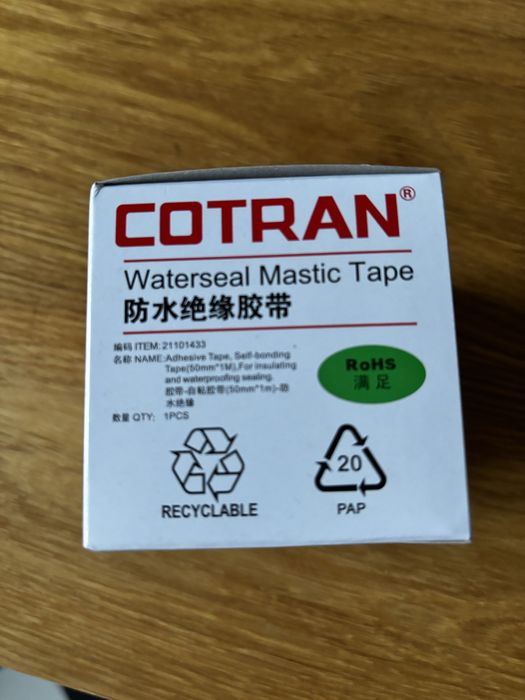 COTRAN®
Waterseal Mastic Tape
防水绝缘胶带
编码 ITEM: 21101433
名称 NAME:Adhesive Tape, Self-bonding
Tape(50mm*1M),For insulating
and waterproofing sealing.
胶带-自粘胶带(50mm*1m)-防
水绝缘
数量 QTY: 1PCS
RoHS
满足
RECYCLABLE
20
PAP